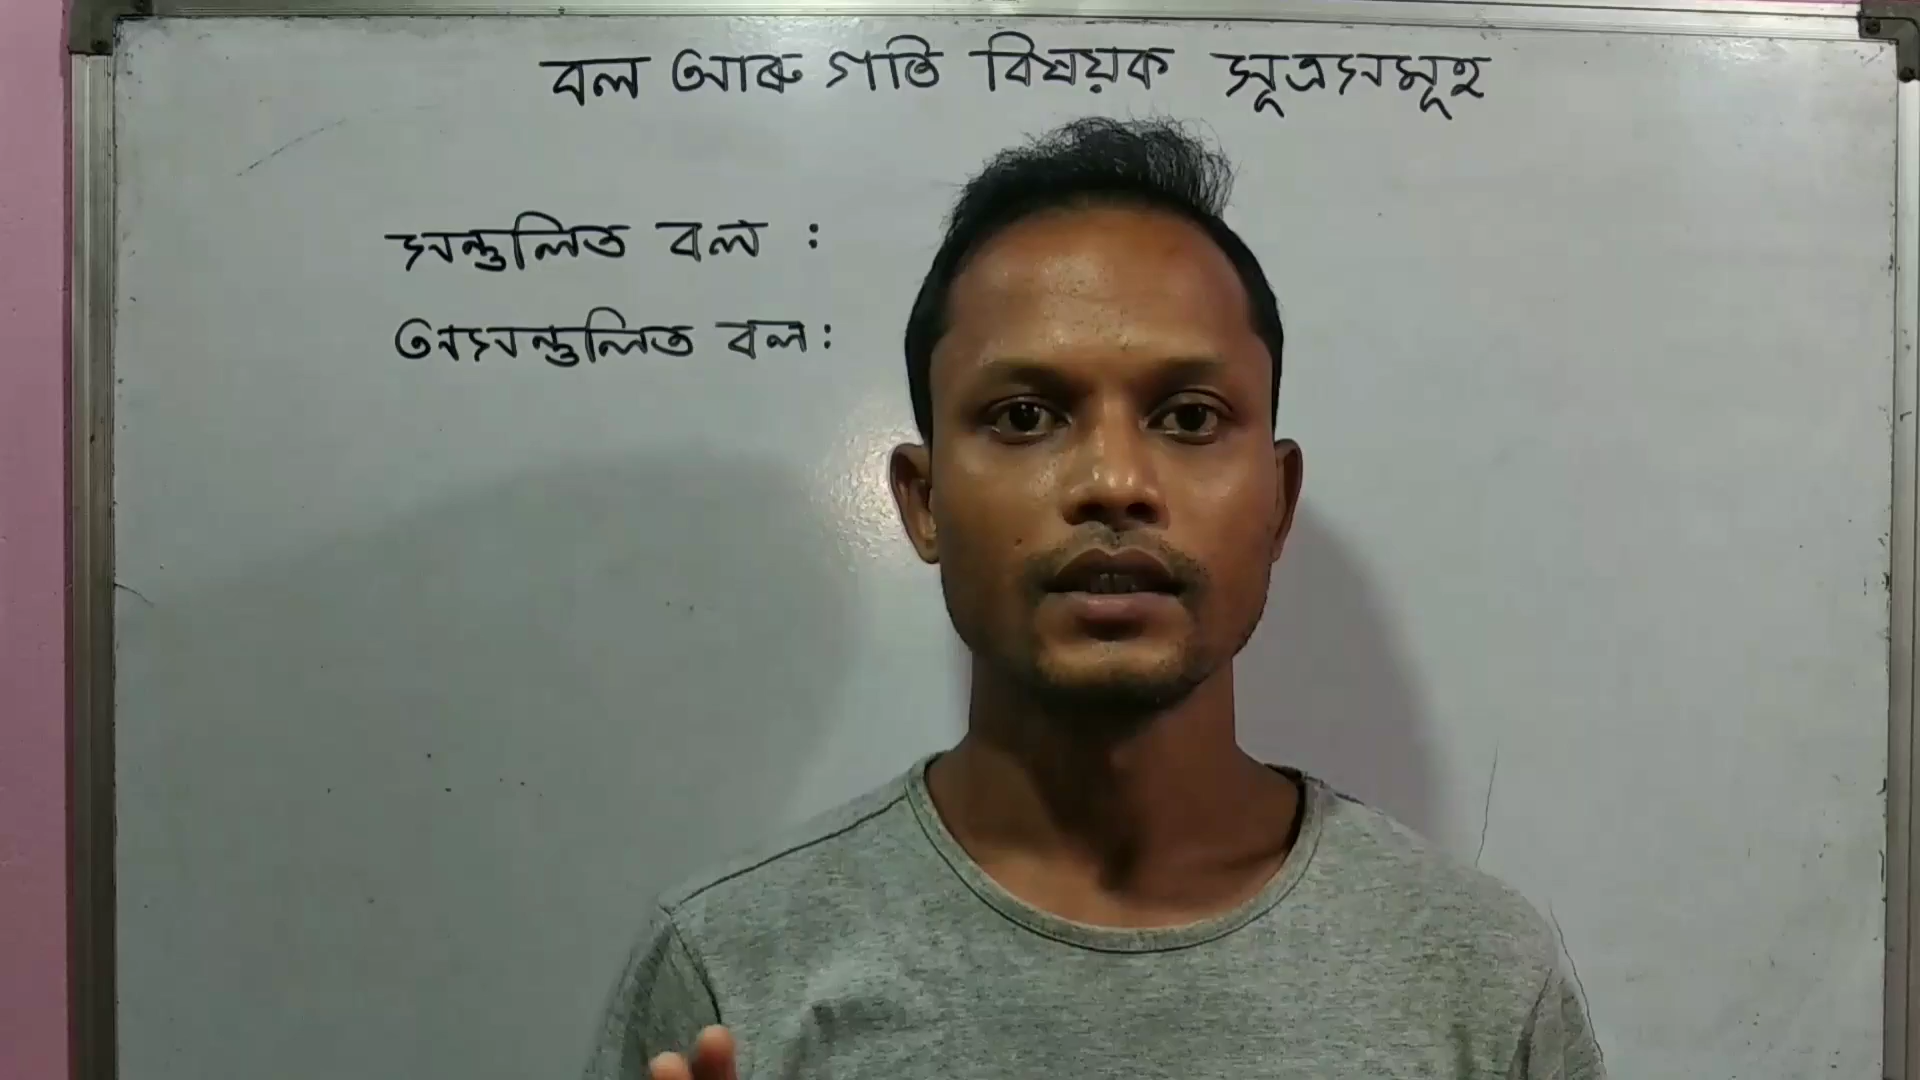 বল আৰু গতি বিষয়ক সূত্ৰসমূহ
সন্তুলিত বল :
অসন্তুলিত বল: